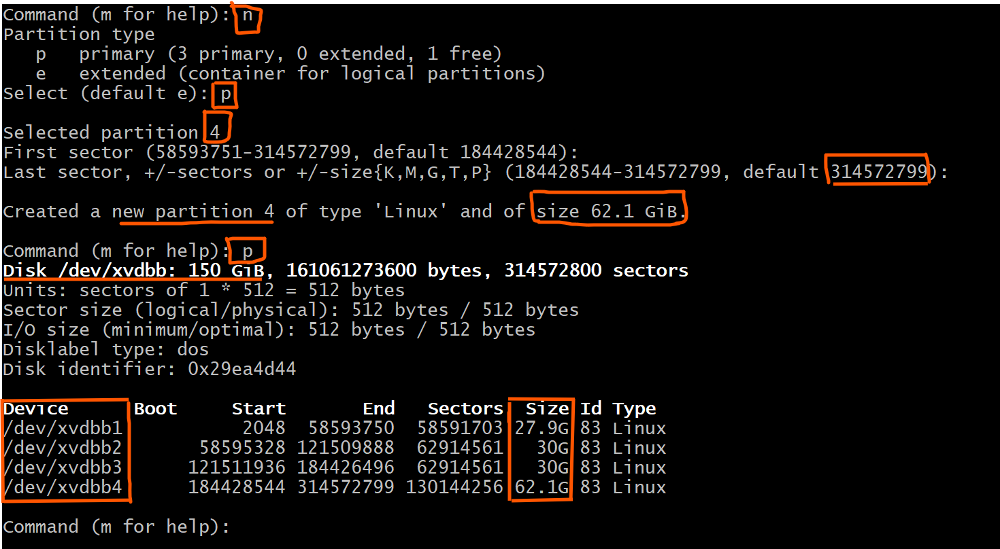 Command (m for help): n
Partition type
   p   primary (3 primary, 0 extended, 1 free)
   e   extended (container for logical partitions)
Select (default e): p

Selected partition 4
First sector (58593751-314572799, default 184428544):
Last sector, +/-sectors or +/-size{K,M,G,T,P} (184428544-314572799, default 314572799):

Created a new partition 4 of type 'Linux' and of size 62.1 GiB.

Command (m for help): p
Disk /dev/xvdbb: 150 GiB, 161061273600 bytes, 314572800 sectors
Units: sectors of 1 * 512 = 512 bytes
Sector size (logical/physical): 512 bytes / 512 bytes
I/O size (minimum/optimal): 512 bytes / 512 bytes
Disklabel type: dos
Disk identifier: 0x29ea4d44

Device      Boot     Start       End   Sectors  Size Id Type
/dev/xvdbb1           2048  58593750  58591703 27.9G 83 Linux
/dev/xvdbb2       58595328 121509888  62914561   30G 83 Linux
/dev/xvdbb3      121511936 184426496  62914561   30G 83 Linux
/dev/xvdbb4      184428544 314572799 130144256 62.1G 83 Linux

Command (m for help):